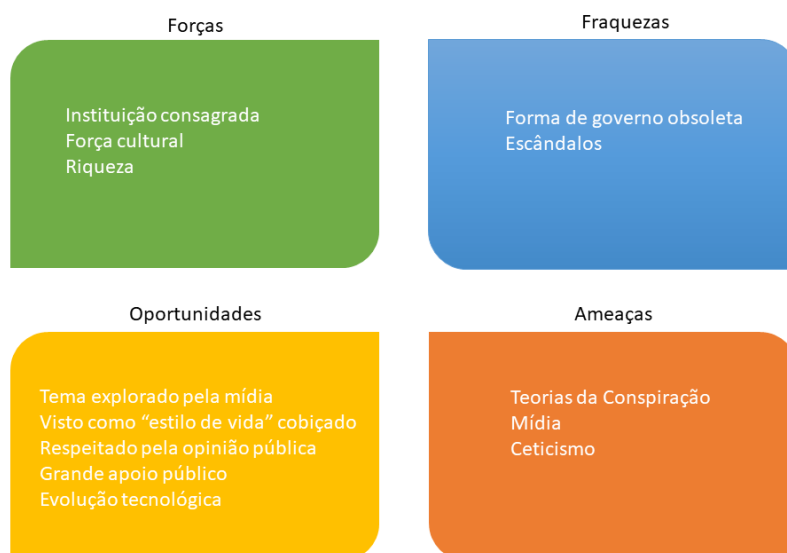 Forças
Instituição consagrada
Força cultural
Riqueza
Fraquezas
Forma de governo obsoleta
Escândalos
Oportunidades
Tema explorado pela mídia
Visto como “estilo de vida” cobiçado
Respeitado pela opinião pública
Grande apoio público
Evolução tecnológica
Ameaças
Teorias da Conspiração
Mídia
Ceticismo